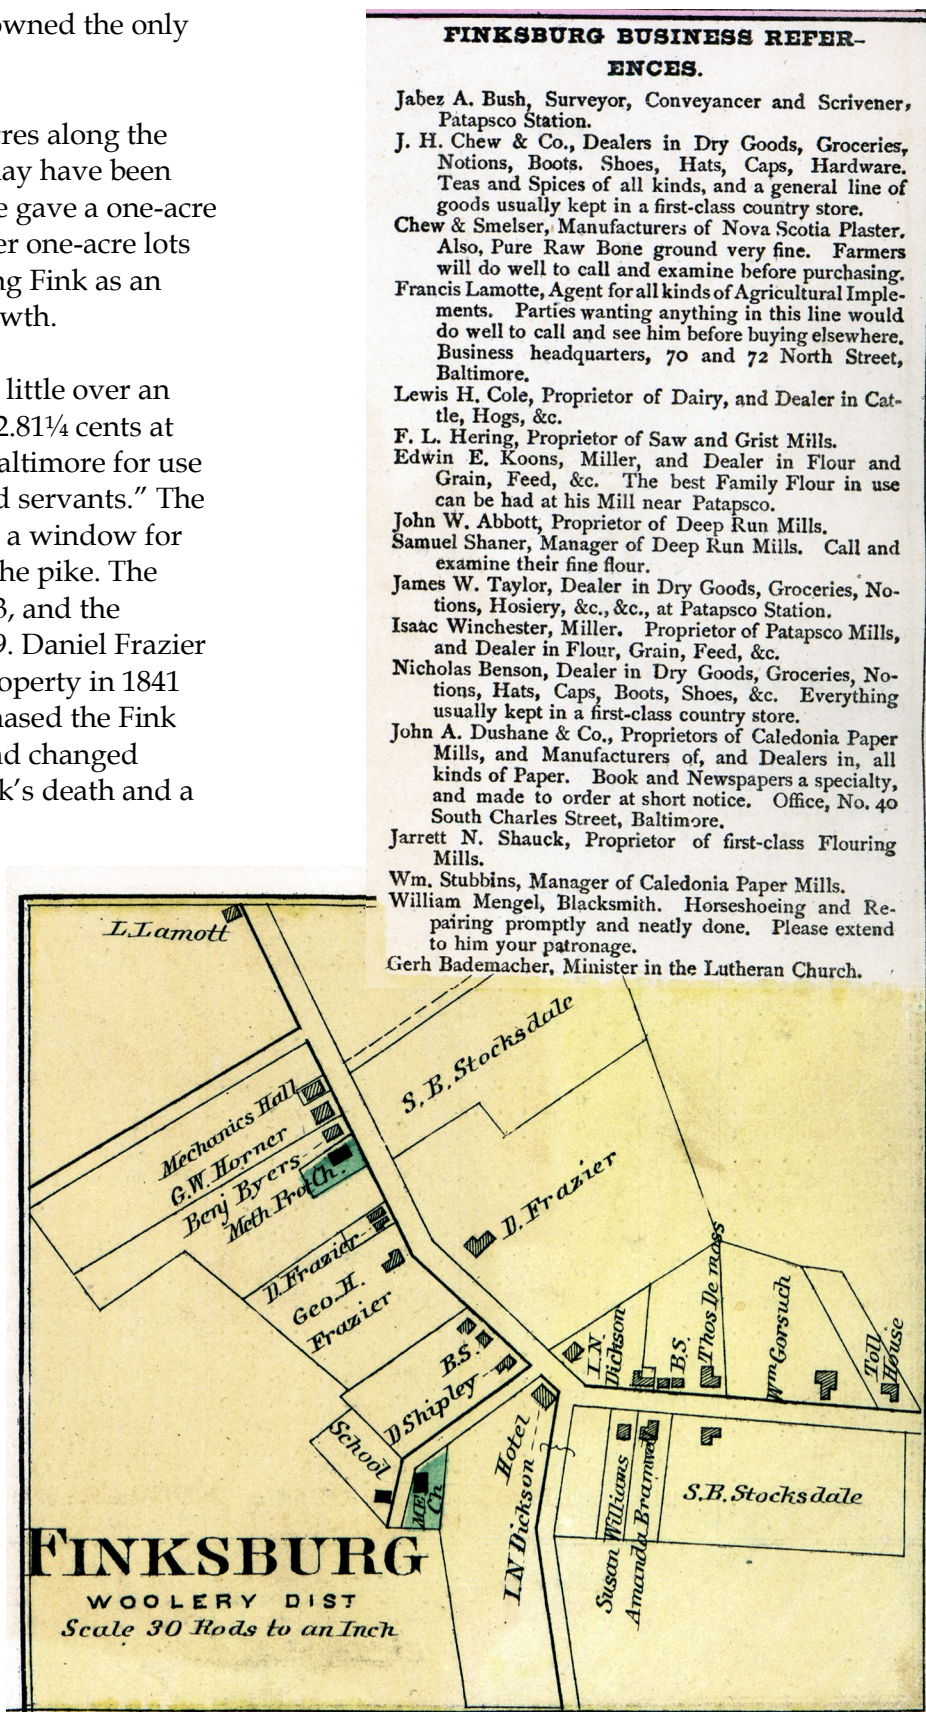 owned the only
cres along the
may have been
e gave a one-acre
er one-acre lots
ng Fink as an
wth.
little over an
2.81¼ cents at
altimore for use
d servants.” The
a window for
he pike. The
3, and the
9. Daniel Frazier
operty in 1841
hased the Fink
nd changed
k’s death and a
FINKSBURG BUSINESS REFER-
ENCES.
Jabez A. Bush, Surveyor, Conveyancer and Scrivener,
Patapsco Station.
J. H. Chew & Co., Dealers in Dry Goods, Groceries,
Notions, Boots. Shoes, Hats, Caps, Hardware.
Teas and Spices of all kinds, and a general line of
goods usually kept in a first-class country store.
Chew & Smelser, Manufacturers of Nova Scotia Plaster.
Also, Pure Raw Bone ground very fine. Farmers
will do well to call and examine before purchasing.
Francis Lamotte, Agent for all kinds of Agricultural Imple-
ments. Parties wanting anything in this line would
do well to call and see him before buying elsewhere.
Business headquarters, 70 and 72 North Street,
Baltimore.
Lewis H. Cole, Proprietor of Dairy, and Dealer in Cat-
tle, Hogs, &c.
F. L. Hering, Proprietor of Saw and Grist Mills.
Edwin E. Koons, Miller, and Dealer in Flour and
Grain, Feed, &c. The best Family Flour in use
can be had at his Mill near Patapsco.
John W. Abbott, Proprietor of Deep Run Mills.
Samuel Shaner, Manager of Deep Run Mills. Call and
examine their fine flour.
James W. Taylor, Dealer in Dry Goods, Groceries, No-
tions, Hosiery, &c., &c., at Patapsco Station.
Isaac Winchester, Miller. Proprietor of Patapsco Mills,
and Dealer in Flour, Grain, Feed, &c.
Nicholas Benson, Dealer in Dry Goods, Groceries, No-
tions, Hats, Caps, Boots, Shoes, &c. Everything
usually kept in a first-class country store.
John A. Dushane & Co., Proprietors of Caledonia Paper
Mills, and Manufacturers of, and Dealers in, all
kinds of Paper. Book and Newspapers a specialty,
and made to order at short notice. Office, No. 40
South Charles Street, Baltimore.
Jarrett N. Shauck, Proprietor of first-class Flouring
Mills.
Wm. Stubbins, Manager of Caledonia Paper Mills.
William Mengel, Blacksmith. Horseshoeing and Re-
pairing promptly and neatly done. Please extend
to him your patronage.
Gerh Bademacher, Minister in the Lutheran Church.
L. Lamott
S. B. Stocksdale
Mechanics Hall
G. W. Horner
Benj Byers
Meth Prot Ch.
D. Frazier
D. Frazier
Geo. H.
Frazier
I. N
Dickson
B.S.
Thos De moss
Wm Gorsuch
Toll
House
B.S.
D Shipley
School
M E
Ch
Hotel
I. N Dickson
Susan Willians
Amanda Bramwell
S. B. Stocksdale
FINKSBURG
WOOLERY DIST
Scale 30 Rods to an Inch